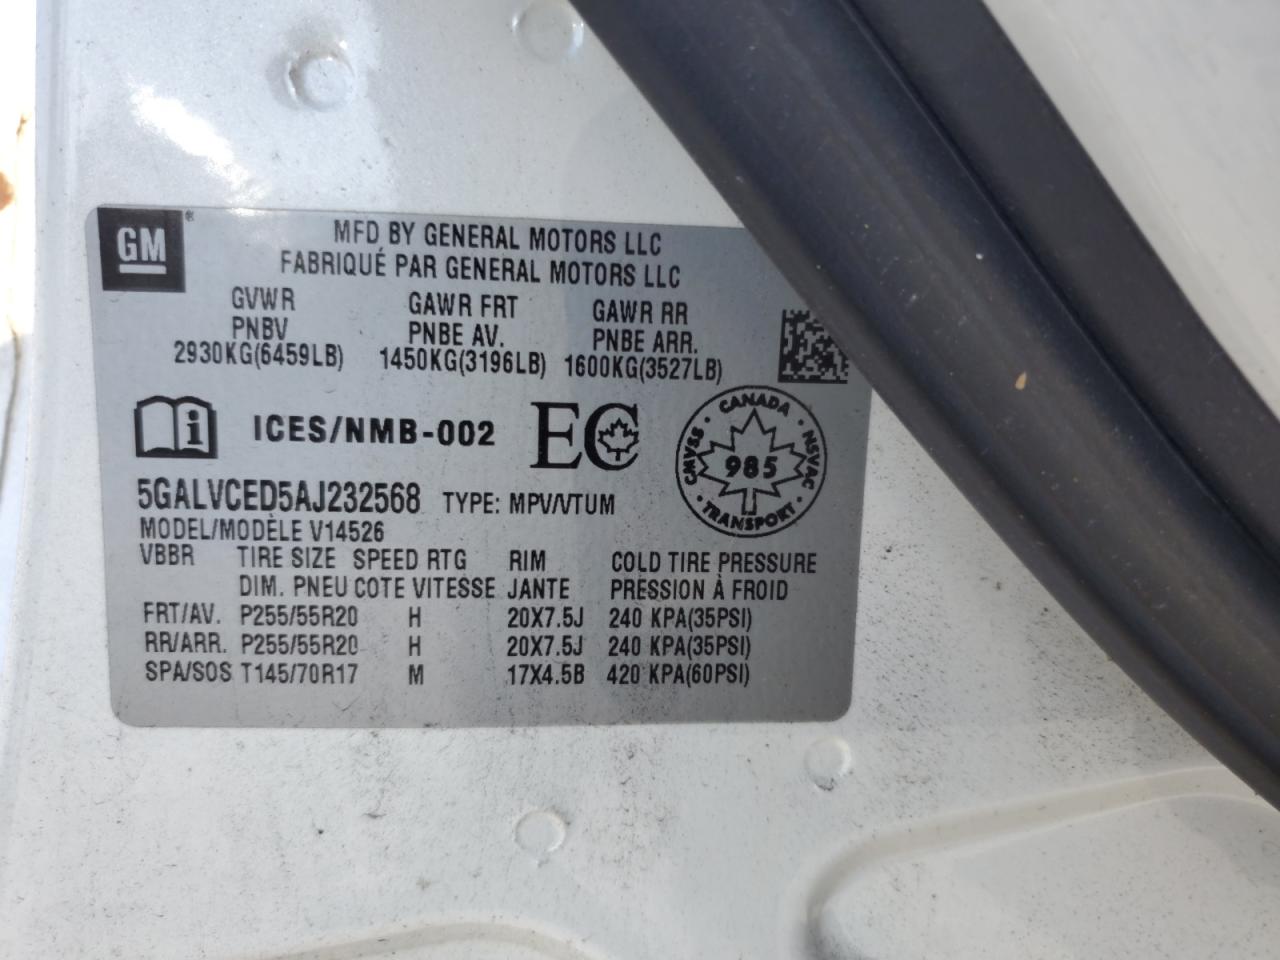 GM ®
MFD BY GENERAL MOTORS LLC
FABRIQUÉ PAR GENERAL MOTORS LLC
GVWR GAWR FRT GAWR RR
PNBV PNBE AV. PNBE ARR.
2930KG(6459LB) 1450KG(3196LB) 1600KG(3527LB)
i ICES/NMB-002 EC
CANADA
CMVSS 985 NSVAC
TRANSPORT
5GALVCED5AJ232568 TYPE: MPV/VTUM
MODEL/MODÈLE V14526
VBBR TIRE SIZE SPEED RTG RIM COLD TIRE PRESSURE
DIM. PNEU COTE VITESSE JANTE PRESSION À FROID
FRT/AV. P255/55R20 H 20X7.5J 240 KPA(35PSI)
RR/ARR. P255/55R20 H 20X7.5J 240 KPA(35PSI)
SPA/SOS T145/70R17 M 17X4.5B 420 KPA(60PSI)